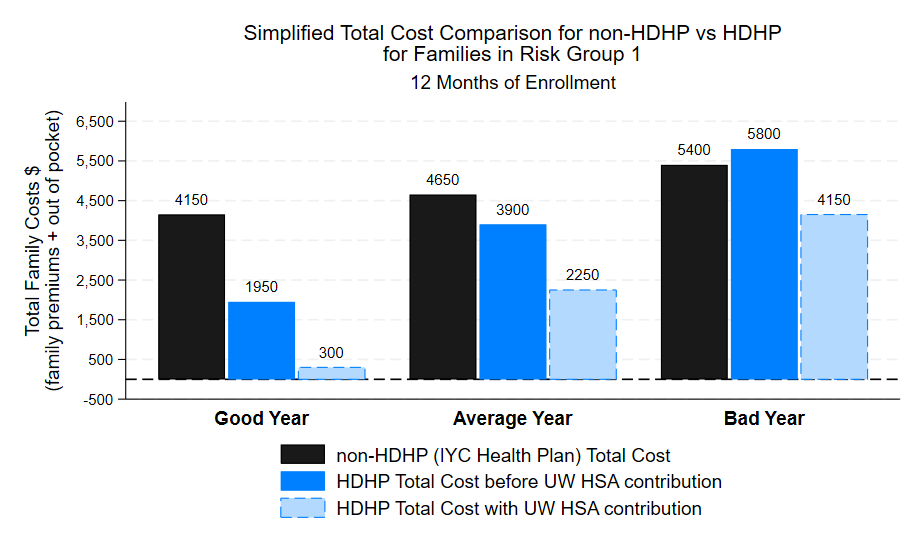 Simplified Total Cost Comparison for non-HDHP vs HDHP
for Families in Risk Group 1
12 Months of Enrollment
Total Family Costs $
(family premiums + out of pocket)
6,500
5,500
4,500
3,500
2,500
1,500
500
-500
4150
1950
300
4650
3900
2250
5400
5800
4150
Good Year
Average Year
Bad Year
non-HDHP (IYC Health Plan) Total Cost
HDHP Total Cost before UW HSA contribution
HDHP Total Cost with UW HSA contribution